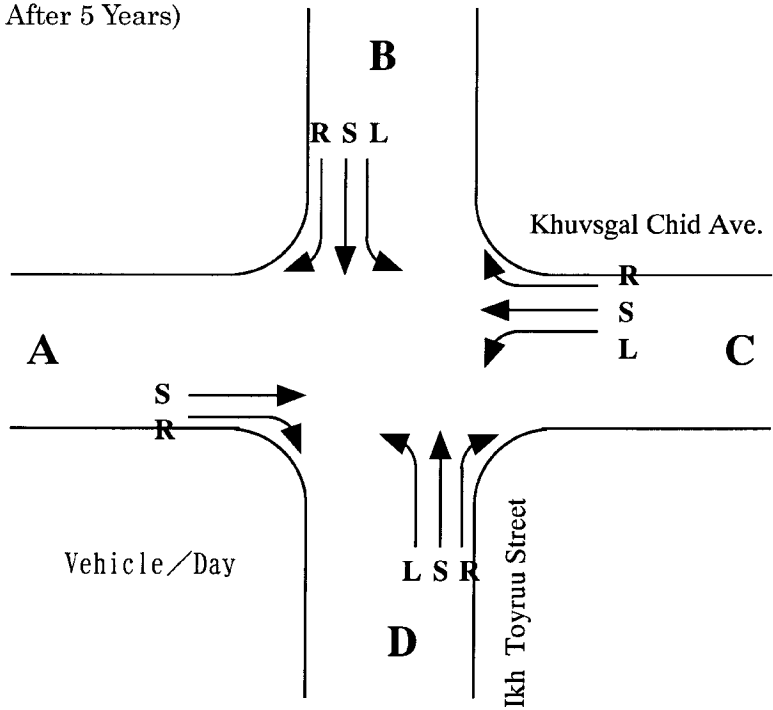 After 5 Years)
B
R S L
Khuvsgal Chid Ave.
R
S
L
A
C
S
R
Vehicle／Day
L S R
D
Ikh Toyruu Street